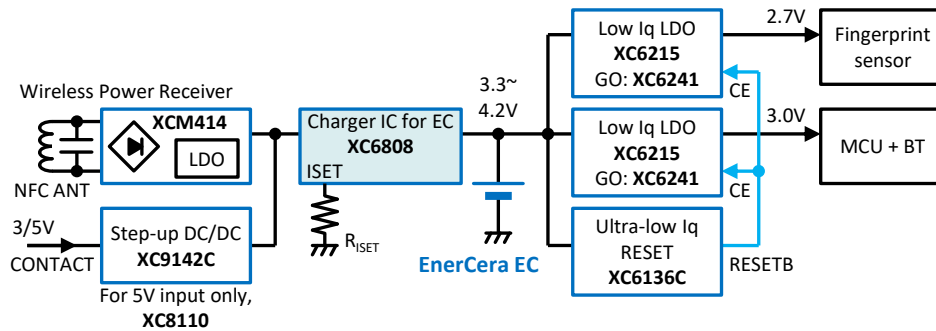 Wireless Power Receiver
XCM414
LDO
NFC ANT
3/5V
CONTACT
Step-up DC/DC
XC9142C
For 5V input only,
XC8110
Charger IC for EC
XC6808
ISET
RISET
3.3~
4.2V
EnerCera EC
Low Iq LDO
XC6215
GO: XC6241
CE
2.7V
Fingerprint
sensor
Low Iq LDO
XC6215
GO: XC6241
CE
3.0V
MCU + BT
Ultra-low Iq
RESET
XC6136C
RESETB